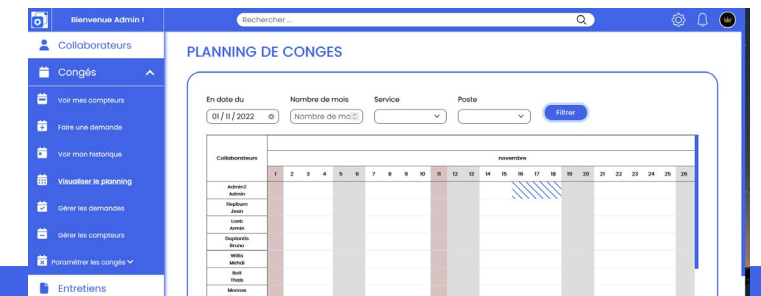 Bienvenue Admin !
Rechercher ...
Collaborateurs
Congés
Voir mes compteurs
Faire une demande
Voir mon historique
Visualiser le planning
Gérer les demandes
Gérer les compteurs
Paramétrer les congés
Entretiens
PLANNING DE CONGES
En date du
Nombre de mois
Service
Poste
01 / 11 / 2022
Nombre de moi
Filtrer
Collaborateurs
novembre
1 2 3 4 5 6 7 8 9 10 11 12 13 14 15 16 17 18 19 20 21 22 23 24 25 26
Admin2
Admin
Hepburn
Jean
Loeb
Armin
Duplantis
Bruno
Willis
Mehdi
Bolt
Thaïs
Monroe